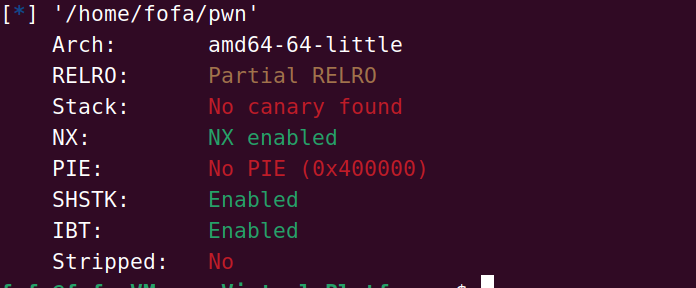 [*] '/home/fofa/pwn'
Arch: amd64-64-little
RELRO: Partial RELRO
Stack: No canary found
NX: NX enabled
PIE: No PIE (0x400000)
SHSTK: Enabled
IBT: Enabled
Stripped: No